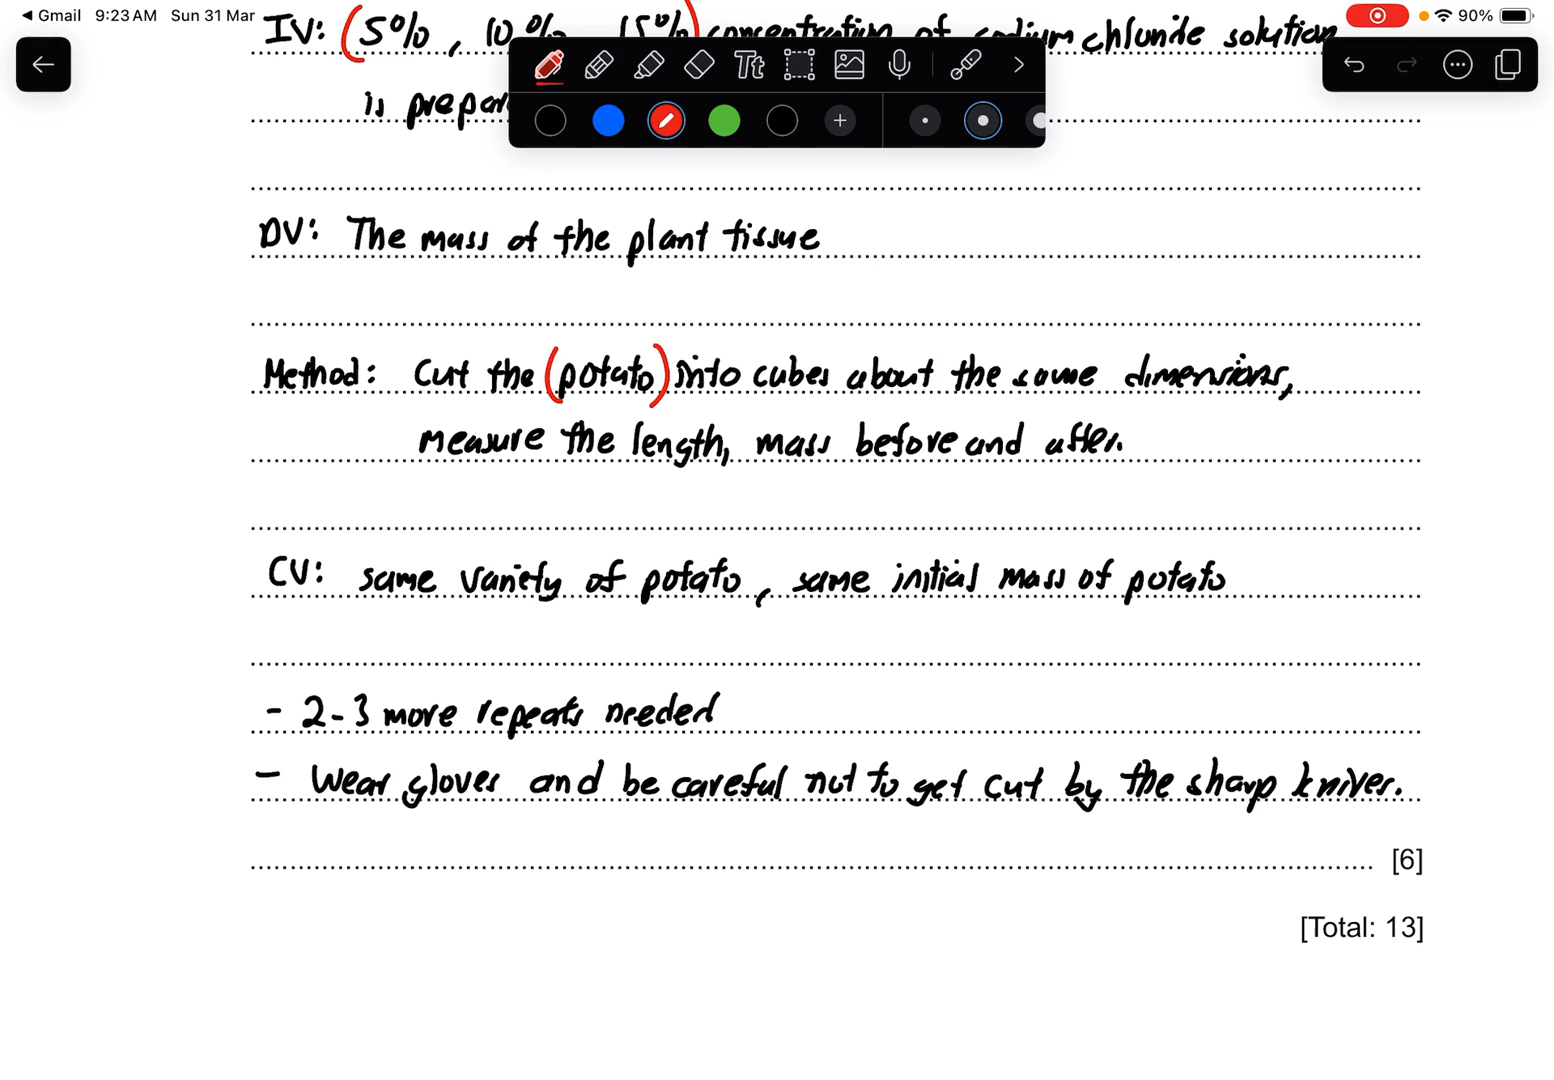 Gmail 9:23 AM Sun 31 Mar 90%
IV: (5%, 10% 15%) concentration of sodium chloride solution
is prepar
Tt
DV: The mass of the plant tissue
Method: Cut the (potato) into cubes about the same dimensions,
measure the length, mass before and after.
CV: same variety of potato, same initial mass of potato
- 2-3 more repeats needed
- Wear gloves and be careful not to get cut by the sharp knives.
[6]
[Total: 13]